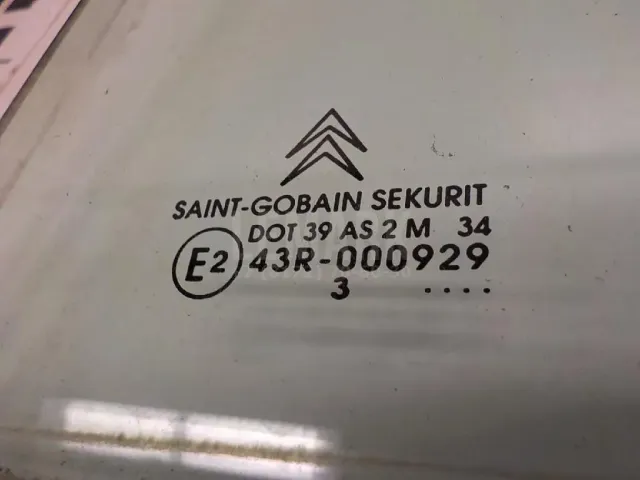 SAINT-GOBAIN SEKURIT
DOT 39 AS 2 M 34
E2 43R-000929
3 ....